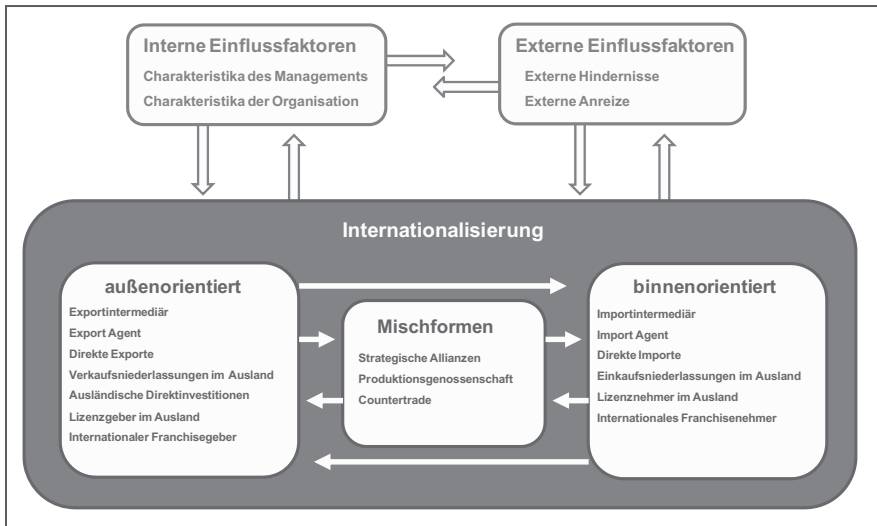 Interne Einflussfaktoren
Charakteristika des Managements
Charakteristika der Organisation
Externe Einflussfaktoren
Externe Hindernisse
Externe Anreize
Internationalisierung
außenorientiert
Exportintermediär
Export Agent
Direkte Exporte
Verkaufsniederlassungen im Ausland
Ausländische Direktinvestitionen
Lizenzgeber im Ausland
Internationaler Franchisegeber
Mischformen
Strategische Allianzen
Produktionsgenossenschaft
Countertrade
binnenorientiert
Importintermediär
Import Agent
Direkte Importe
Einkaufsniederlassungen im Ausland
Lizenznehmer im Ausland
Internationales Franchisenehmer